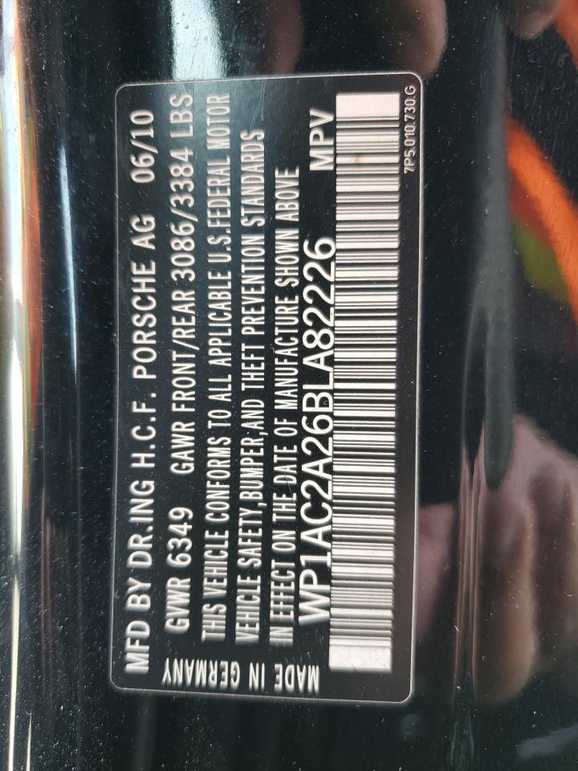 MFD BY DR.ING H.C.F. PORSCHE AG 06/10
GVWR 6349 GAWR FRONT/REAR 3086/3384 LBS
THIS VEHICLE CONFORMS TO ALL APPLICABLE U.S.FEDERAL MOTOR
VEHICLE SAFETY,BUMPER,AND THEFT PREVENTION STANDARDS
IN EFFECT ON THE DATE OF MANUFACTURE SHOWN ABOVE
WP1AC2A26BLA82226 MPV
MADE IN GERMANY
7P5.010.730.G